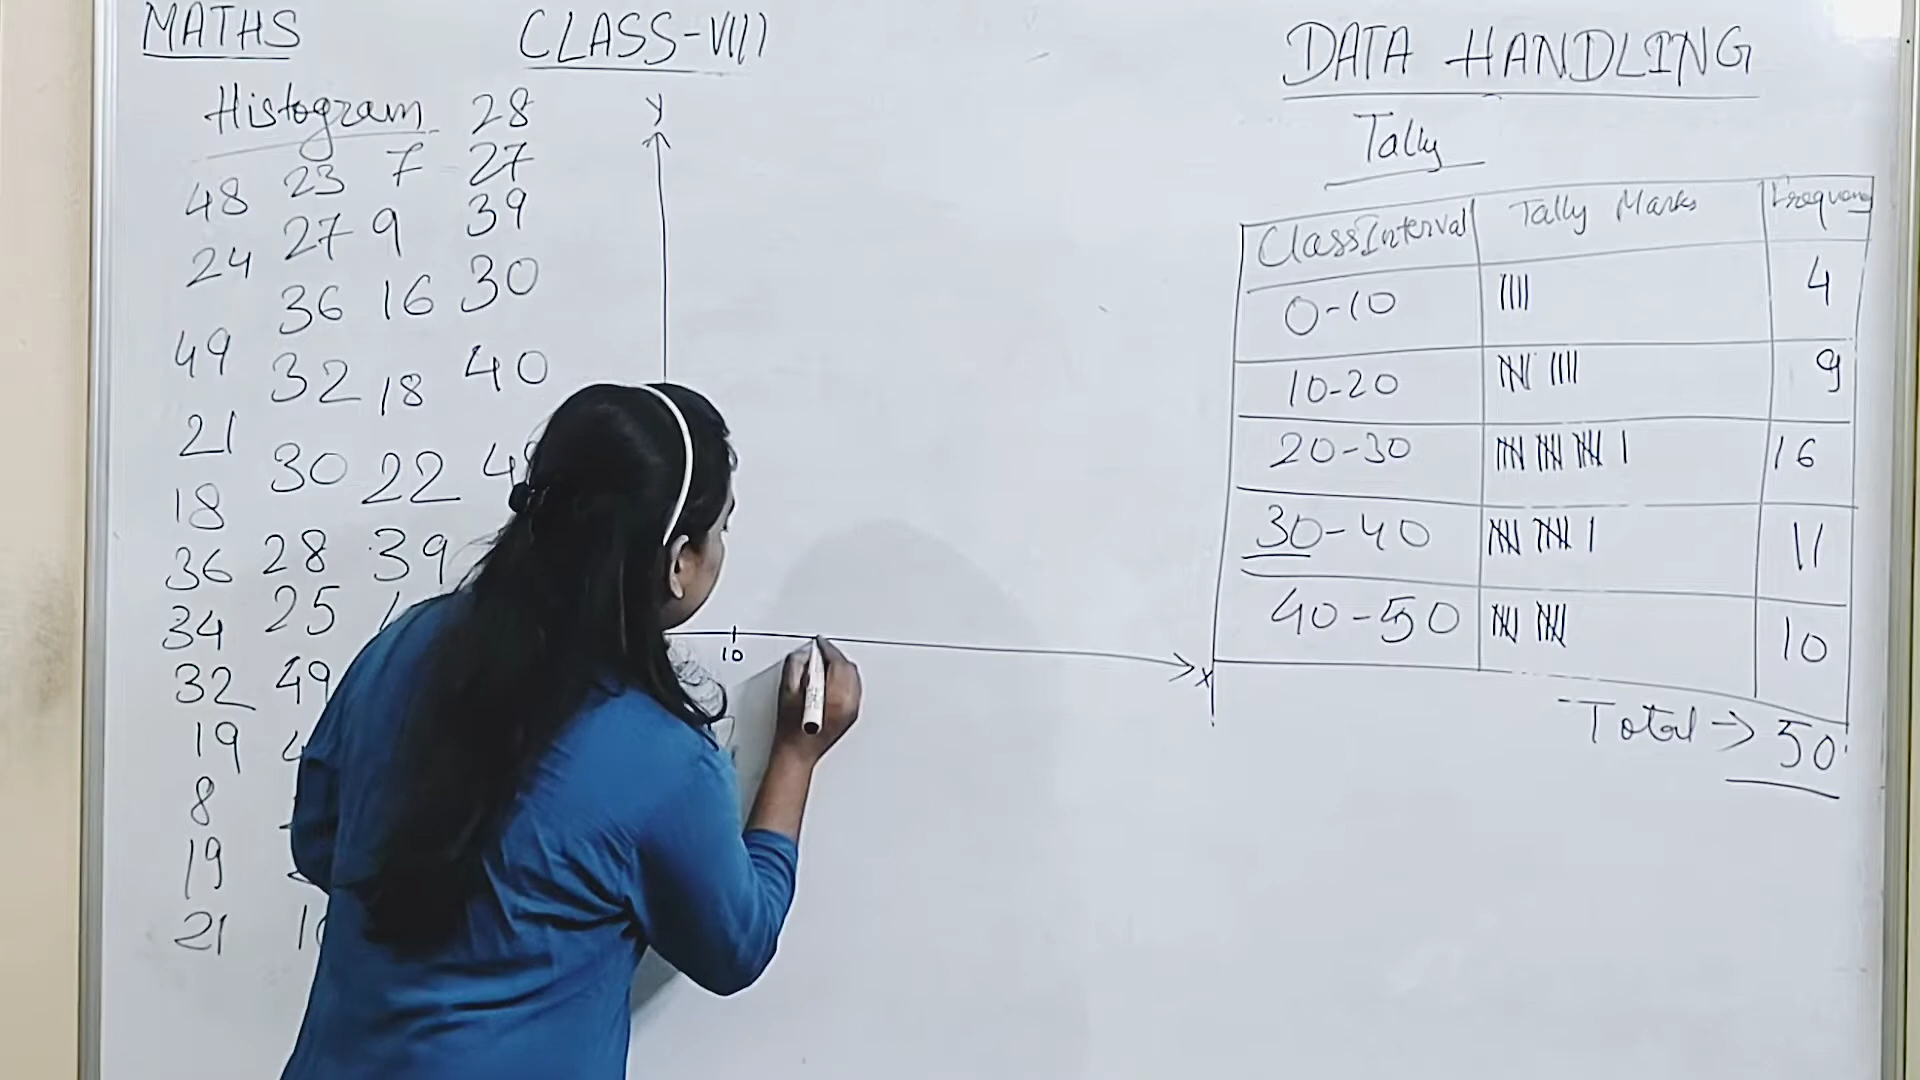 MATHS
CLASS-VIII
DATA HANDLING
Histogram
28
48 23 7 27
24 27 9 39
36 16 30
49 32 18 40
21 30 22
18
36 28 39
34 25
32 49
19
8
19
21
y
10
x
Tally
Class Interval Tally Marks Frequency
0-10 |||| 4
10-20 9
20-30 16
30-40 11
40-50 10
Total → 50